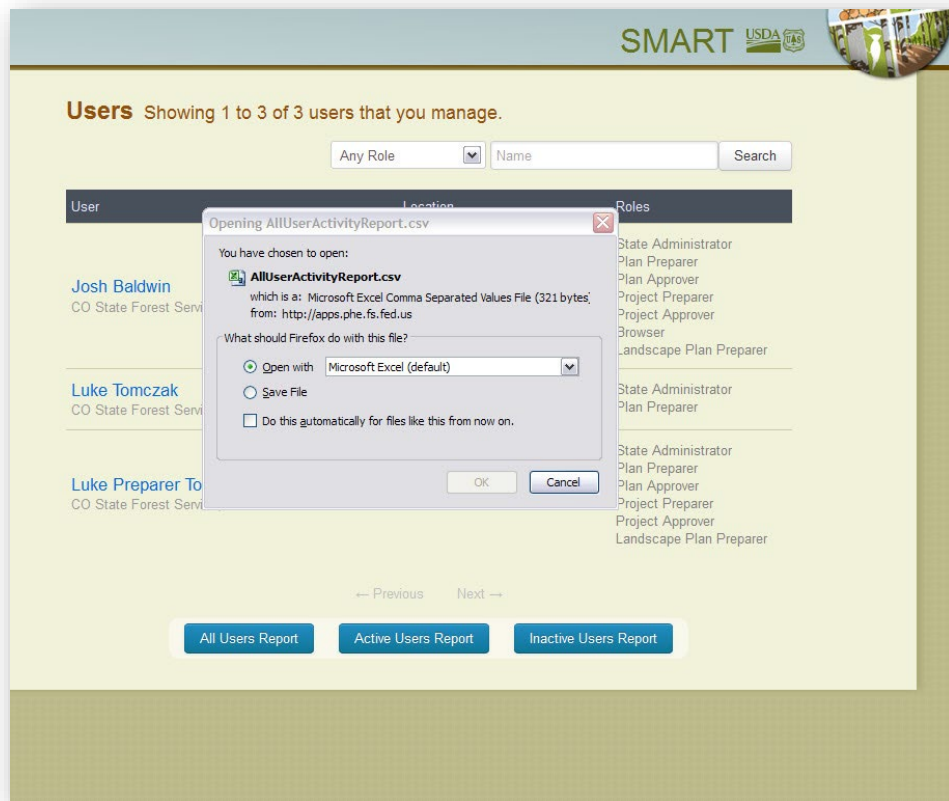 SMART USDA UAS
Users Showing 1 to 3 of 3 users that you manage.
Any Role Name Search
User Location Roles
Opening AllUserActivityReport.csv
You have chosen to open:
AllUserActivityReport.csv
which is a: Microsoft Excel Comma Separated Values File (321 bytes)
from: http://apps.phe.fs.fed.us
What should Firefox do with this file?
Open with Microsoft Excel (default)
Save File
Do this automatically for files like this from now on.
OK Cancel
Josh Baldwin
CO State Forest Servi
State Administrator
Plan Preparer
Plan Approver
Project Preparer
Project Approver
Browser
Landscape Plan Preparer
Luke Tomczak
CO State Forest Servi
State Administrator
Plan Preparer
Luke Preparer To
CO State Forest Servi
State Administrator
Plan Preparer
Plan Approver
Project Preparer
Project Approver
Landscape Plan Preparer
← Previous Next →
All Users Report Active Users Report Inactive Users Report